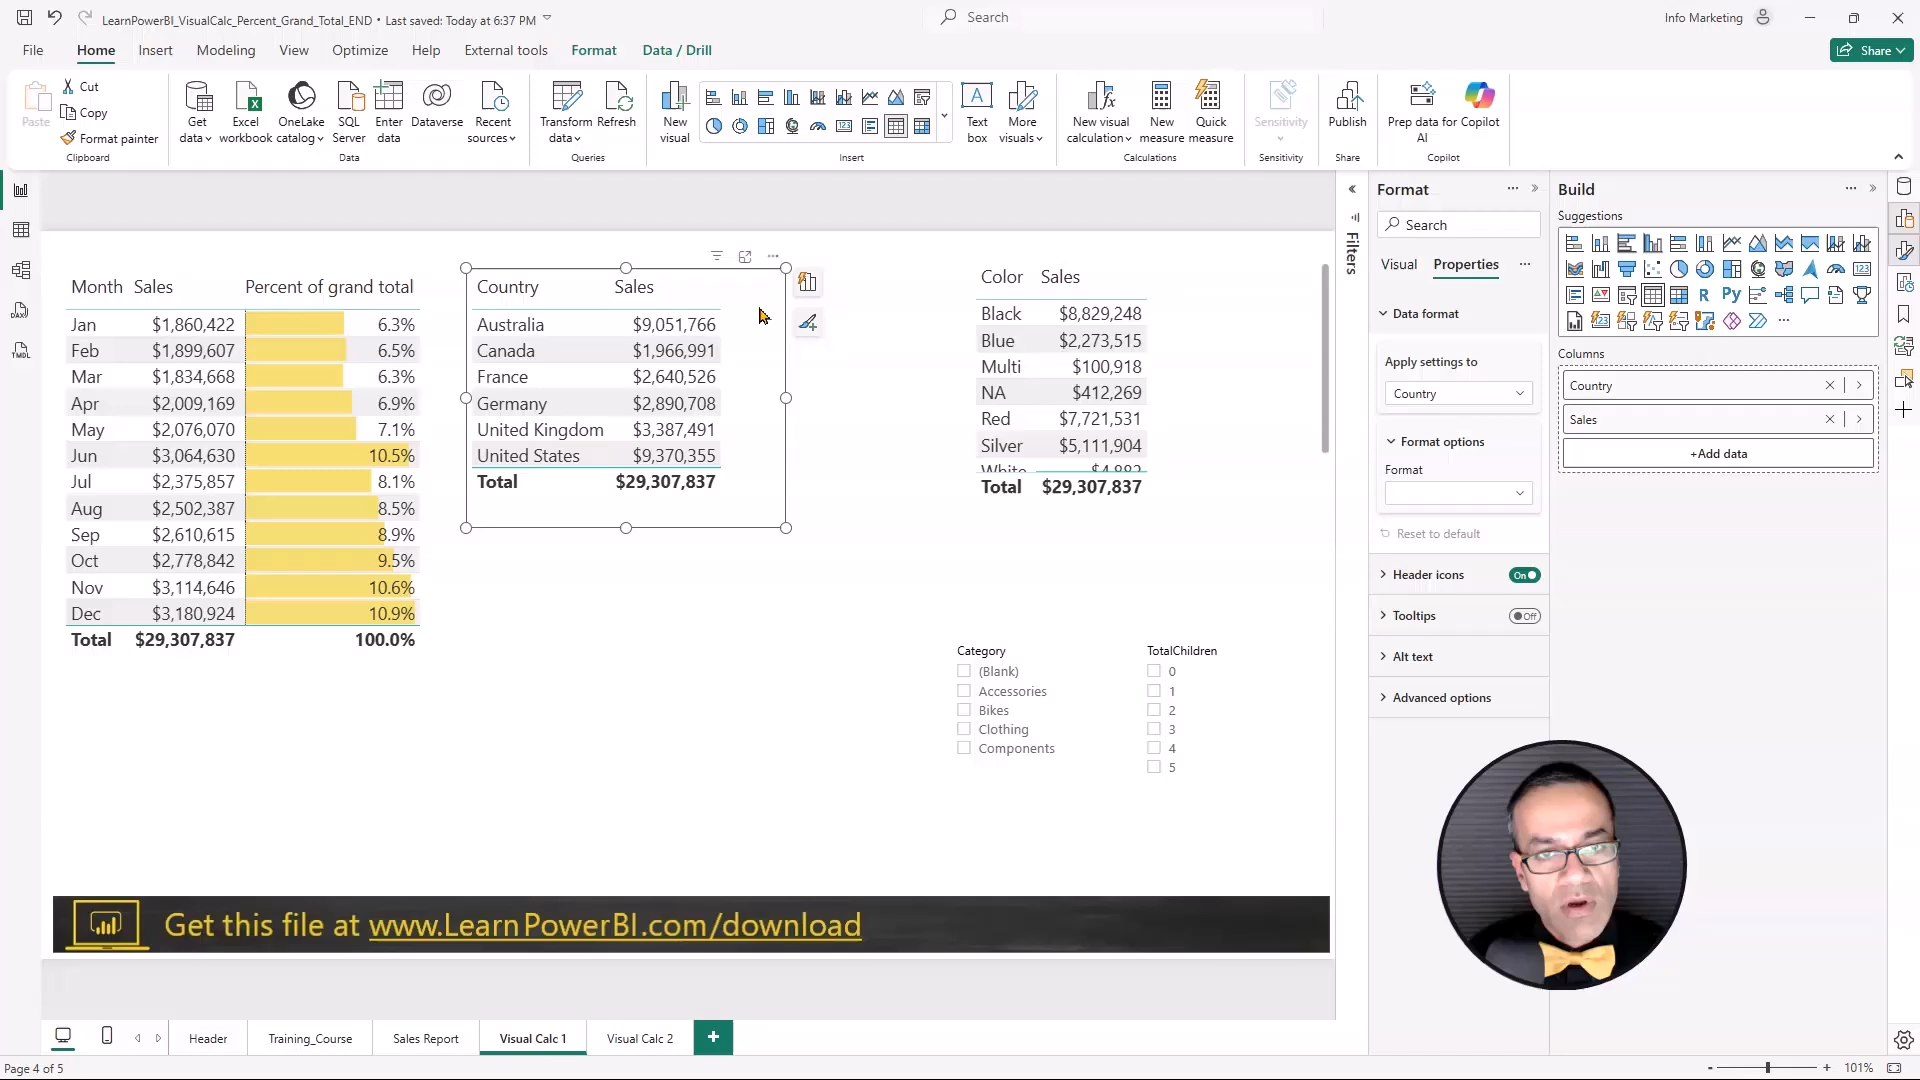 LearnPowerBI_VisualCalc_Percent_Grand_Total_END • Last saved: Today at 6:37 PM
Search
Info Marketing
File Home Insert Modeling View Optimize Help External tools Format Data / Drill
Share
Paste
Cut
Copy
Format painter
Clipboard
Get data
Excel workbook
OneLake catalog
SQL Server
Enter data
Dataverse
Recent sources
Data
Transform data
Refresh
Queries
New visual
Text box
More visuals
Insert
New visual calculation
New measure
Quick measure
Calculations
Sensitivity
Sensitivity
Publish
Share
Prep data for AI
Copilot
Copilot
DAX
TMDL
Month Sales Percent of grand total
Jan $1,860,422 6.3%
Feb $1,899,607 6.5%
Mar $1,834,668 6.3%
Apr $2,009,169 6.9%
May $2,076,070 7.1%
Jun $3,064,630 10.5%
Jul $2,375,857 8.1%
Aug $2,502,387 8.5%
Sep $2,610,615 8.9%
Oct $2,778,842 9.5%
Nov $3,114,646 10.6%
Dec $3,180,924 10.9%
Total $29,307,837 100.0%
Country Sales
Australia $9,051,766
Canada $1,966,991
France $2,640,526
Germany $2,890,708
United Kingdom $3,387,491
United States $9,370,355
Total $29,307,837
Color Sales
Black $8,829,248
Blue $2,273,515
Multi $100,918
NA $412,269
Red $7,721,531
Silver $5,111,904
White $4,882
Total $29,307,837
Category
(Blank)
Accessories
Bikes
Clothing
Components
TotalChildren
0
1
2
3
4
5
Get this file at www.LearnPowerBI.com/download
Filters
Format
Search
Visual Properties
Data format
Apply settings to
Country
Format options
Format
Reset to default
Header icons On
Tooltips Off
Alt text
Advanced options
Build
Suggestions
R Py
Columns
Country
Sales
+Add data
Header Training_Course Sales Report Visual Calc 1 Visual Calc 2
Page 4 of 5
101%